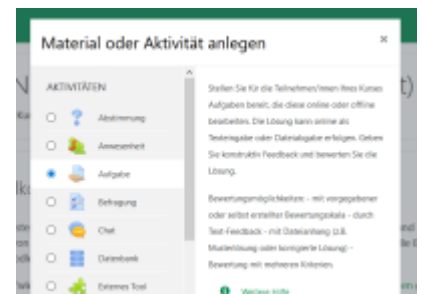 Material oder Aktivität anlegen
×
AKTIVITÄTEN
Abstimmung
Anwesenheit
Aufgabe
Befragung
Chat
Datenbank
Externes Tool
Stellen Sie für die Teilnehmer/innen Ihres Kurses
Aufgaben bereit, die diese online oder offline
bearbeiten. Die Lösung kann online als
Texteingabe oder Dateiabgabe erfolgen. Geben
Sie konstruktiv Feedback und bewerten Sie die
Lösung.
Bewertungsmöglichkeiten: - mit vorgegebener
oder selbst erstellter Bewertungsskala - durch
Text-Feedback - mit Dateianhang (z.B.
Musterlösung oder korrigierte Lösung) -
Bewertung mit mehreren Kriterien.
Weitere Hilfe